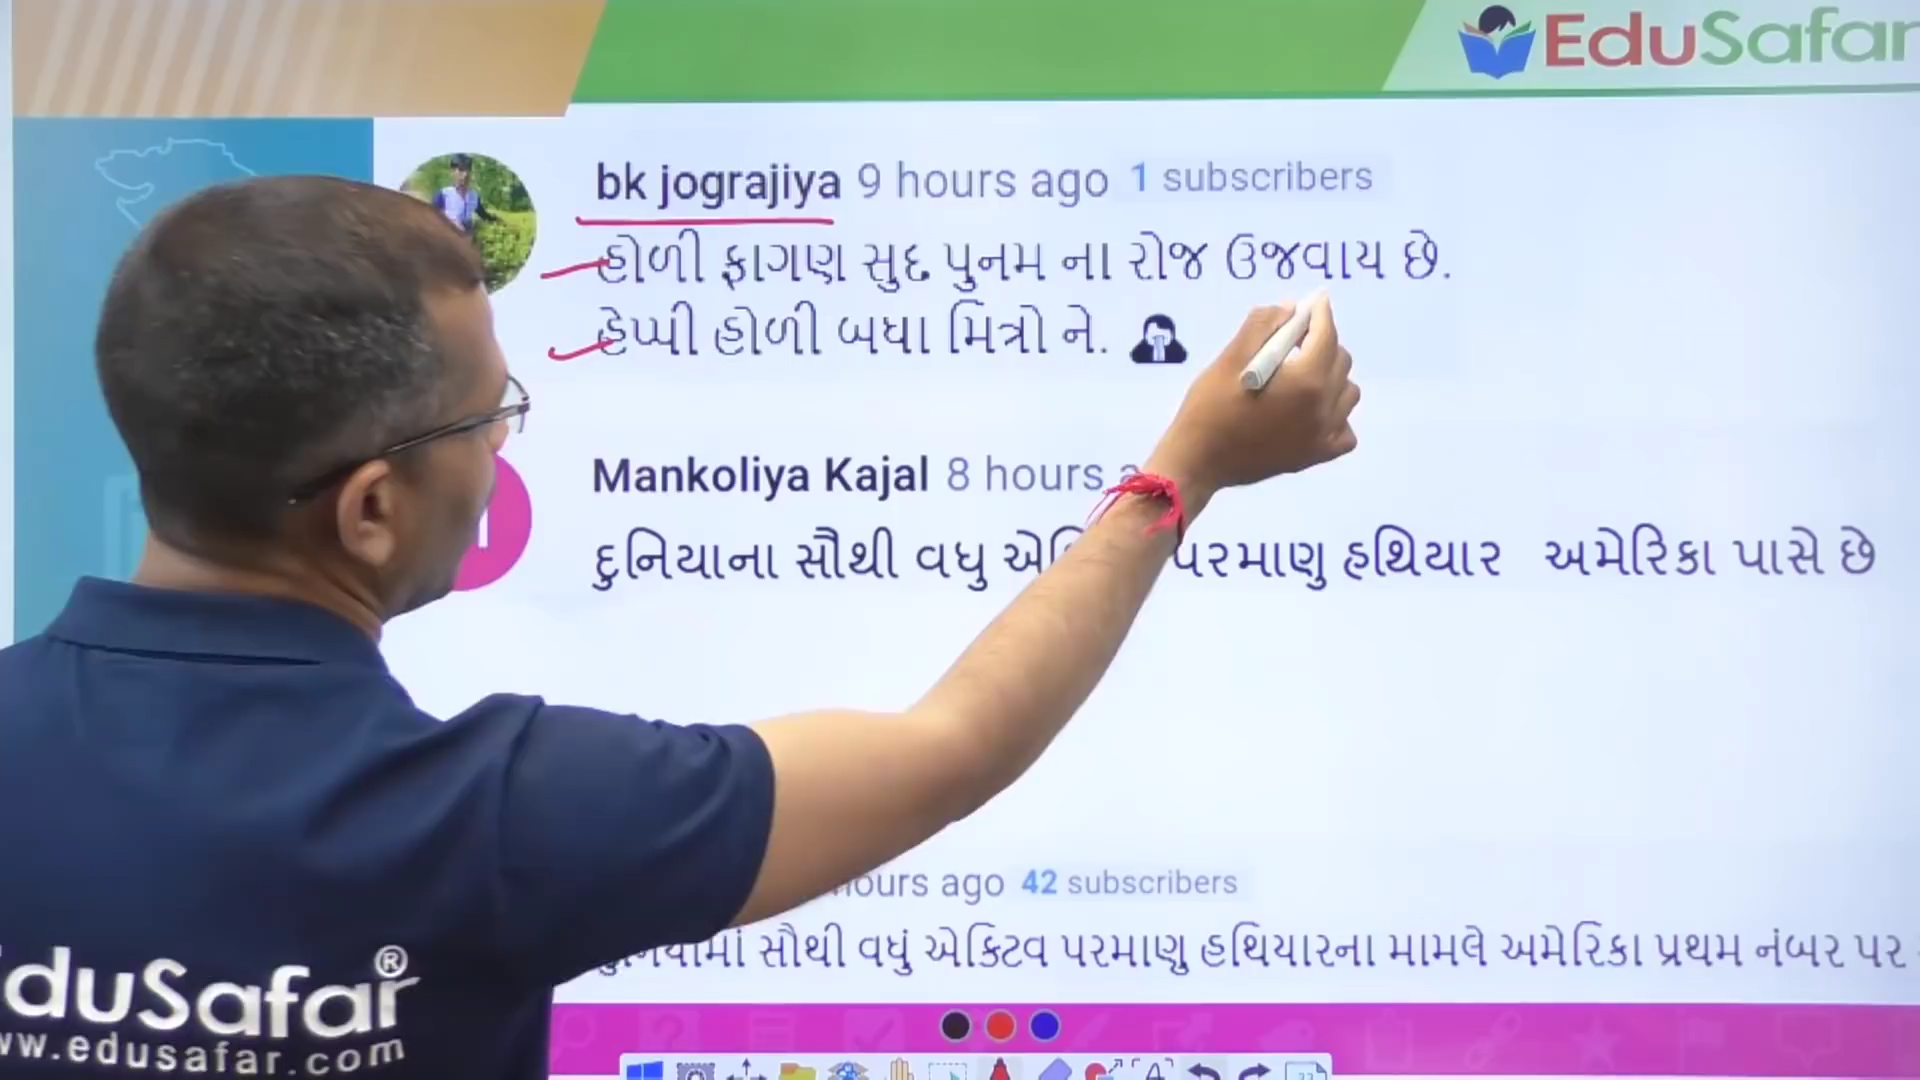 EduSafar
bk jograjiya 9 hours ago 1 subscribers
હોળી ફાગણ સુદ પુનમ ના રોજ ઉજવાય છે.
હેપ્પી હોળી બધા મિત્રો ને.
Mankoliya Kajal 8 hours
દુનિયાના સૌથી વધુ પરમાણુ હથિયાર અમેરિકા પાસે છે
hours ago 42 subscribers
સૌથી વધું એક્ટિવ પરમાણુ હથિયારના મામલે અમેરિકા પ્રથમ નંબર પર
EduSafar®
www.edusafar.com